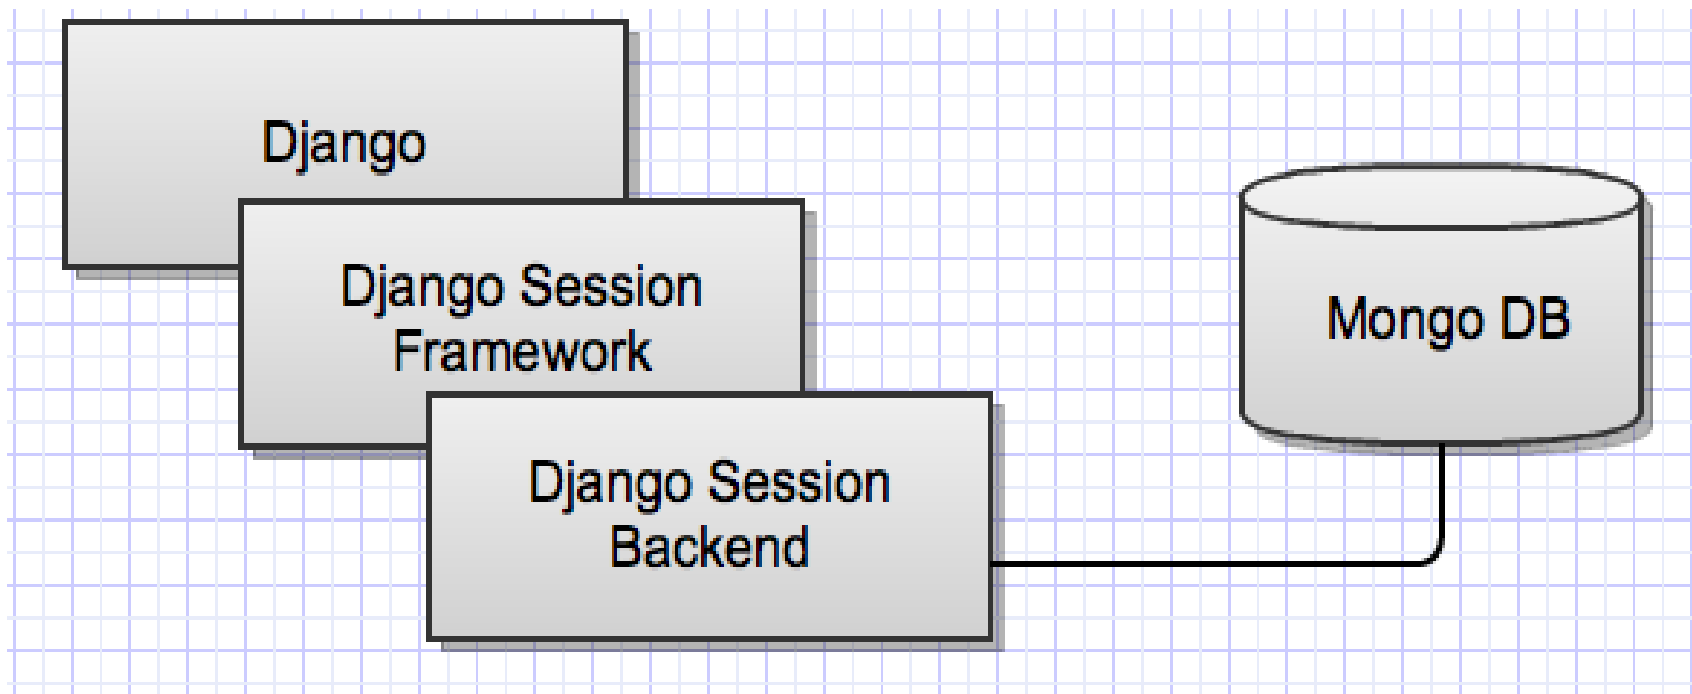 Django
Django Session
Framework
Django Session
Backend
Mongo DB